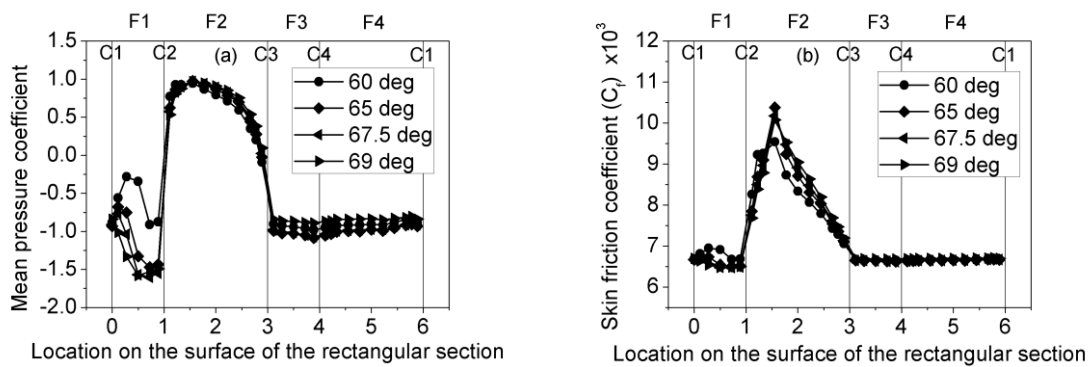 F1 F2 F3 F4
C1 C2 (a) C3 C4 C1
1.5
1.0
0.5
0.0
-0.5
-1.0
-1.5
-2.0
Mean pressure coefficient
60 deg
65 deg
67.5 deg
69 deg
0 1 2 3 4 5 6
Location on the surface of the rectangular section
F1 F2 F3 F4
C1 C2 (b) C3 C4 C1
12
11
10
9
8
7
6
Skin friction coefficient (Cf) x10³
60 deg
65 deg
67.5 deg
69 deg
0 1 2 3 4 5 6
Location on the surface of the rectangular section